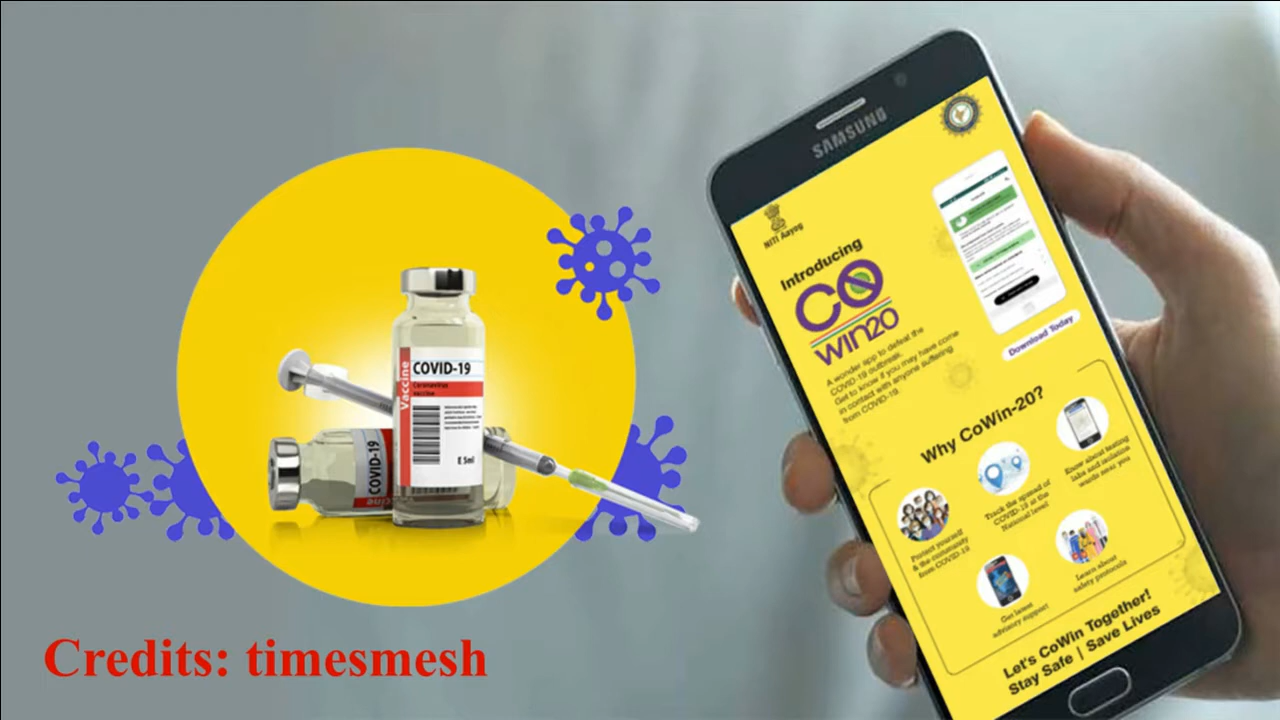 COVID-19
Vaccine
Coronavirus
vaccine
E 5ml
COVID-19
Vaccine
Credits: timesmesh
SAMSUNG
NITI Aayog
Introducing
CO
WIN20
A wonder app to defeat the
COVID-19 outbreak.
Get to know if you may have come
in contact with anyone suffering
from COVID-19.
Download Today
Why CoWin-20?
Protect yourself
& the community
from COVID-19
Track the spread of
COVID-19 at the
National level
Know about testing
labs and isolation
wards near you
Get latest
advisory support
Learn about
safety protocols
Let's CoWin Together!
Stay Safe | Save Lives